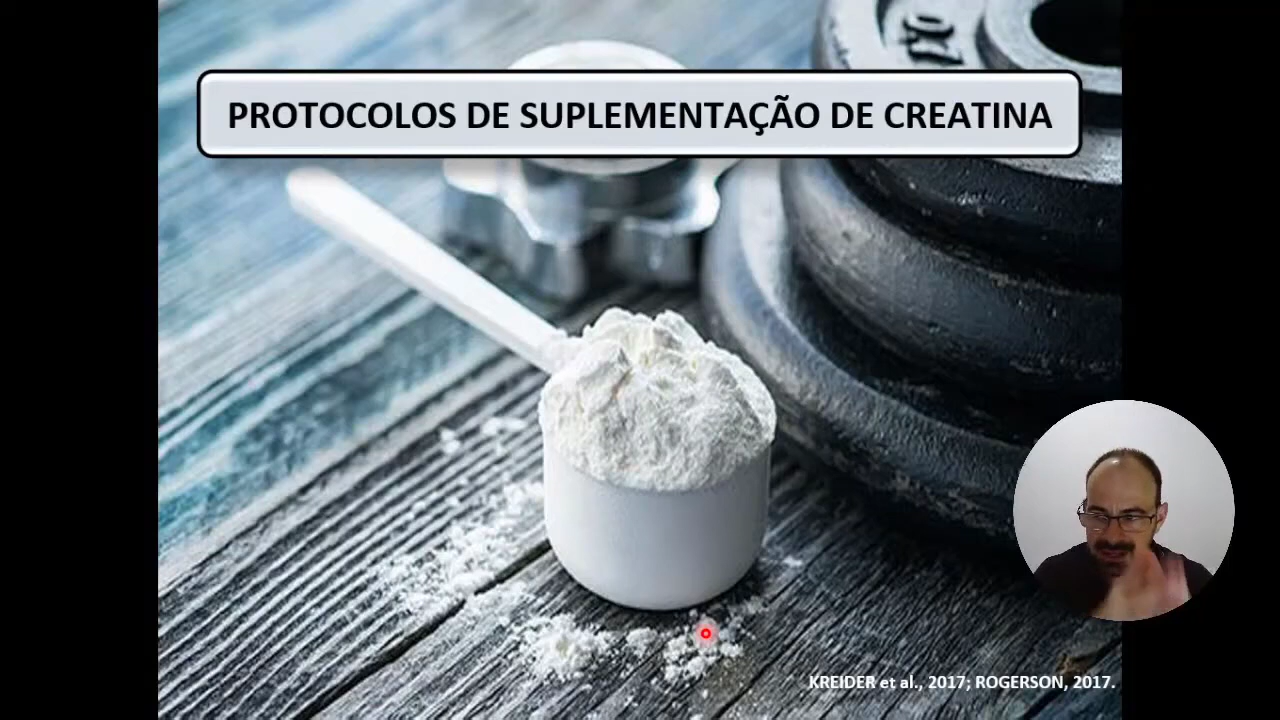 PROTOCOLOS DE SUPLEMENTAÇÃO DE CREATINA
KREIDER et al., 2017; ROGERSON, 2017.